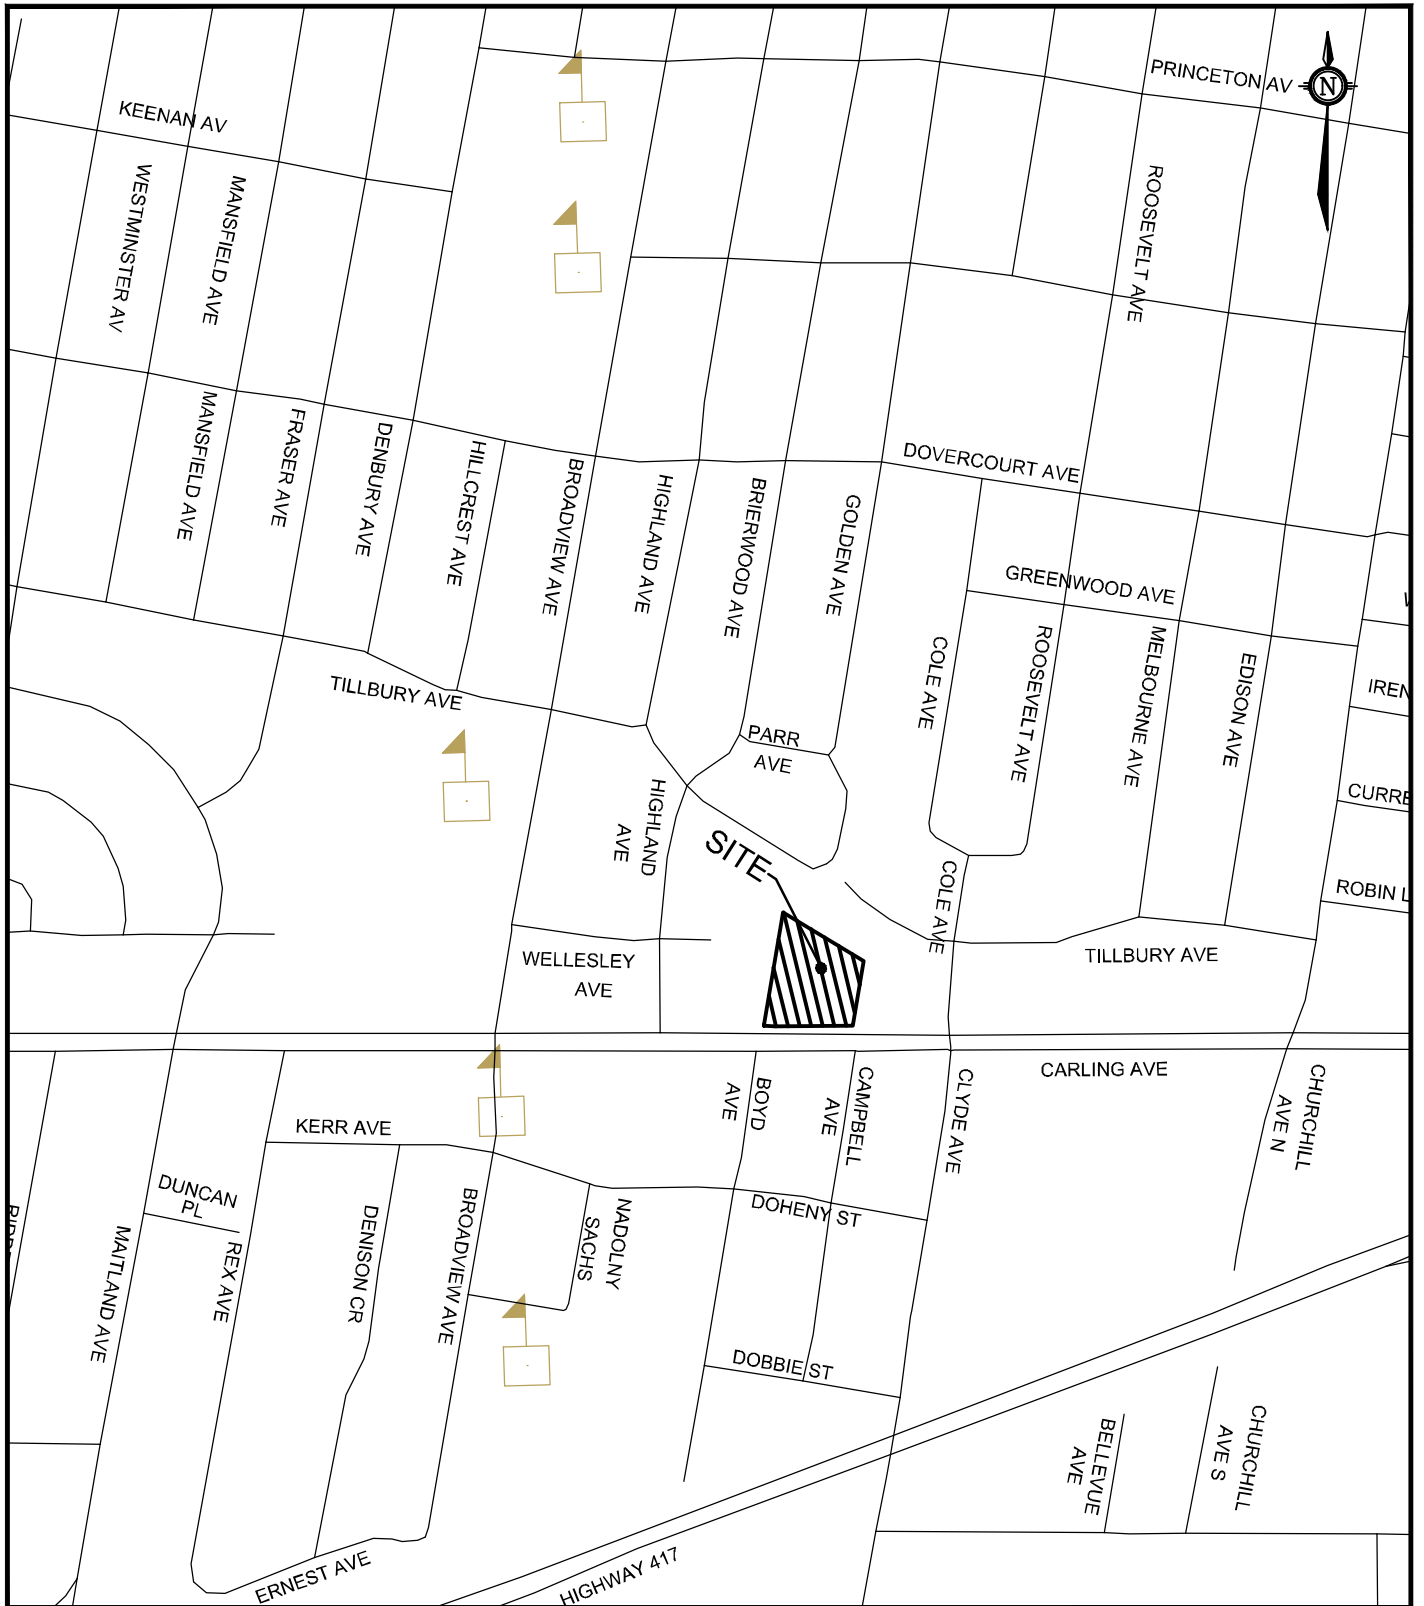 PRINCETON AV
N
KEENAN AV
WESTMINSTER AV
MANSFIELD AVE
ROOSEVELT AVE
MANSFIELD AVE
FRASER AVE
DENBURY AVE
HILLCREST AVE
BROADVIEW AVE
HIGHLAND AVE
BRIERWOOD AVE
GOLDEN AVE
DOVERCOURT AVE
GREENWOOD AVE
COLE AVE
ROOSEVELT AVE
MELBOURNE AVE
EDISON AVE
IREN
TILLBURY AVE
PARR
AVE
CURRE
HIGHLAND
AVE
SITE
COLE AVE
ROBIN L
WELLESLEY
AVE
TILLBURY AVE
CARLING AVE
BOYD
AVE
CAMPBELL
AVE
CLYDE AVE
CHURCHILL
AVE N
KERR AVE
DUNCAN
PL
MAITLAND AVE
REX AVE
DENISON CR
BROADVIEW AVE
NADOLNY
SACHS
DOHENY ST
DOBBIE ST
BELLEVUE
AVE
CHURCHILL
AVE S
ERNEST AVE
HIGHWAY 417